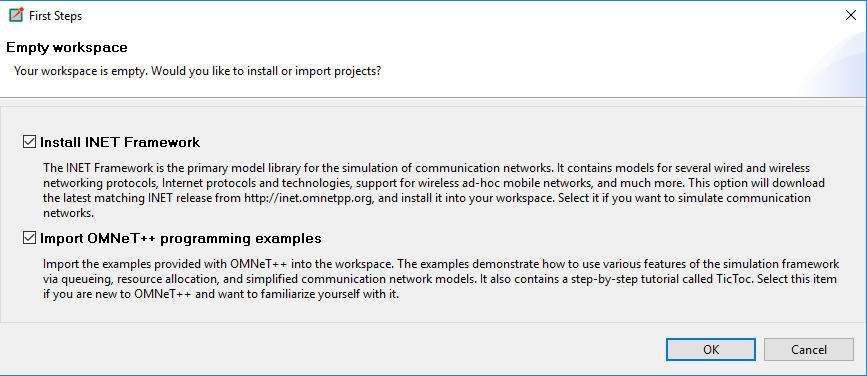 First Steps
Empty workspace
Your workspace is empty. Would you like to install or import projects?
Install INET Framework
The INET Framework is the primary model library for the simulation of communication networks. It contains models for several wired and wireless
networking protocols, Internet protocols and technologies, support for wireless ad-hoc mobile networks, and much more. This option will download
the latest matching INET release from http://inet.omnetpp.org, and install it into your workspace. Select it if you want to simulate communication
networks.
Import OMNeT++ programming examples
Import the examples provided with OMNeT++ into the workspace. The examples demonstrate how to use various features of the simulation framework
via queueing, resource allocation, and simplified communication network models. It also contains a step-by-step tutorial called TicToc. Select this item
if you are new to OMNeT++ and want to familiarize yourself with it.
OK
Cancel